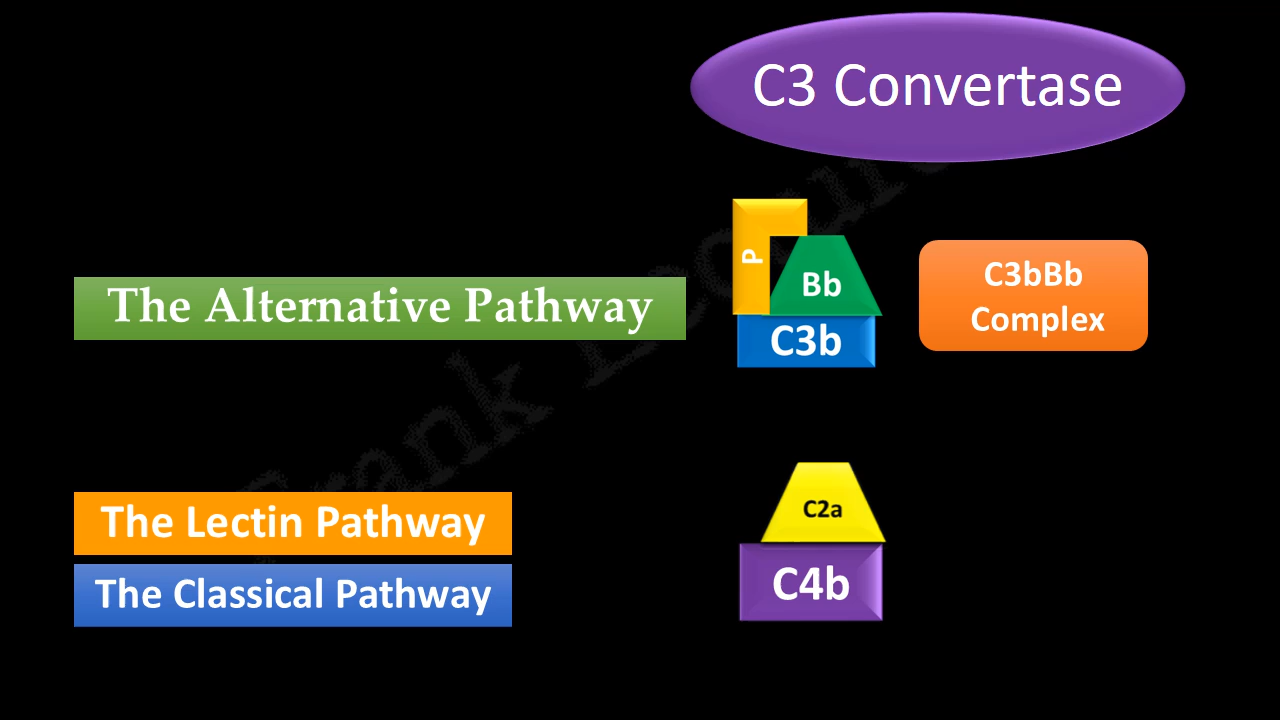 C3 Convertase
P
Bb
C3b
C3bBb
Complex
The Alternative Pathway
C2a
C4b
The Lectin Pathway
The Classical Pathway